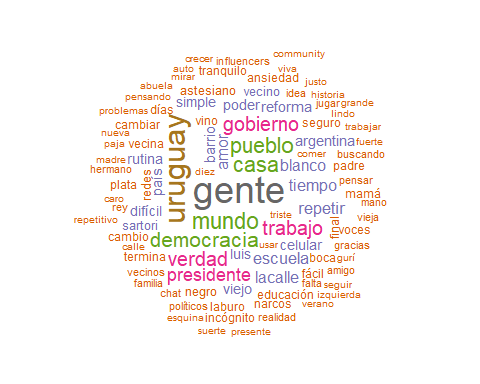 community
crecer influencers
auto tranquilo ansiedad viva
mirar justo
abuela astesiano vecino idea historia
pensando simple poder reforma jugar grande
problemas días vino gobierno seguro lindo
nueva cambiar uruguay barrio amor pueblo argentina trabajar
paja vecina fuerte
madre rutina país diez casa blanco comer buscando
hermano padre
plata redes gente tiempo pensar
caro mamá
rey difícil mundo triste repetir mano
repetitivo sartori trabajo final voces vieja
cambio democracia usar celular gracias
calle verdad luis escuela boca gurí
termina
vecinos presidente lacalle fácil amigo
familia viejo falta seguir
chat negro educación izquierda
políticos laburo narcos verano
esquina incógnito realidad
suerte presente